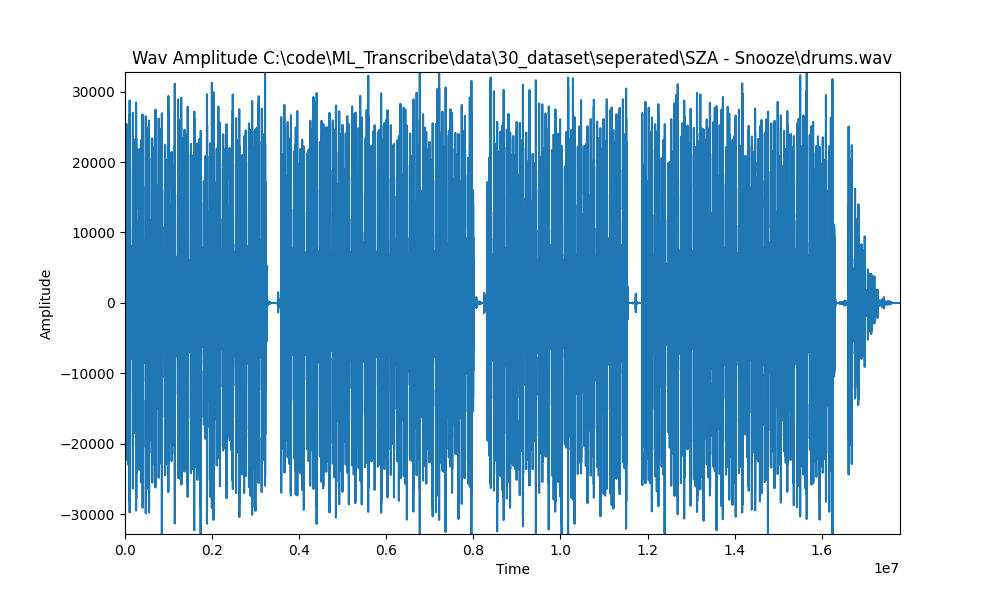 Wav Amplitude C:\code\ML_Transcribe\data\30_dataset\seperated\SZA - Snooze\drums.wav
30000
20000
10000
0
−10000
−20000
−30000
Amplitude
0.0 0.2 0.4 0.6 0.8 1.0 1.2 1.4 1.6
1e7
Time